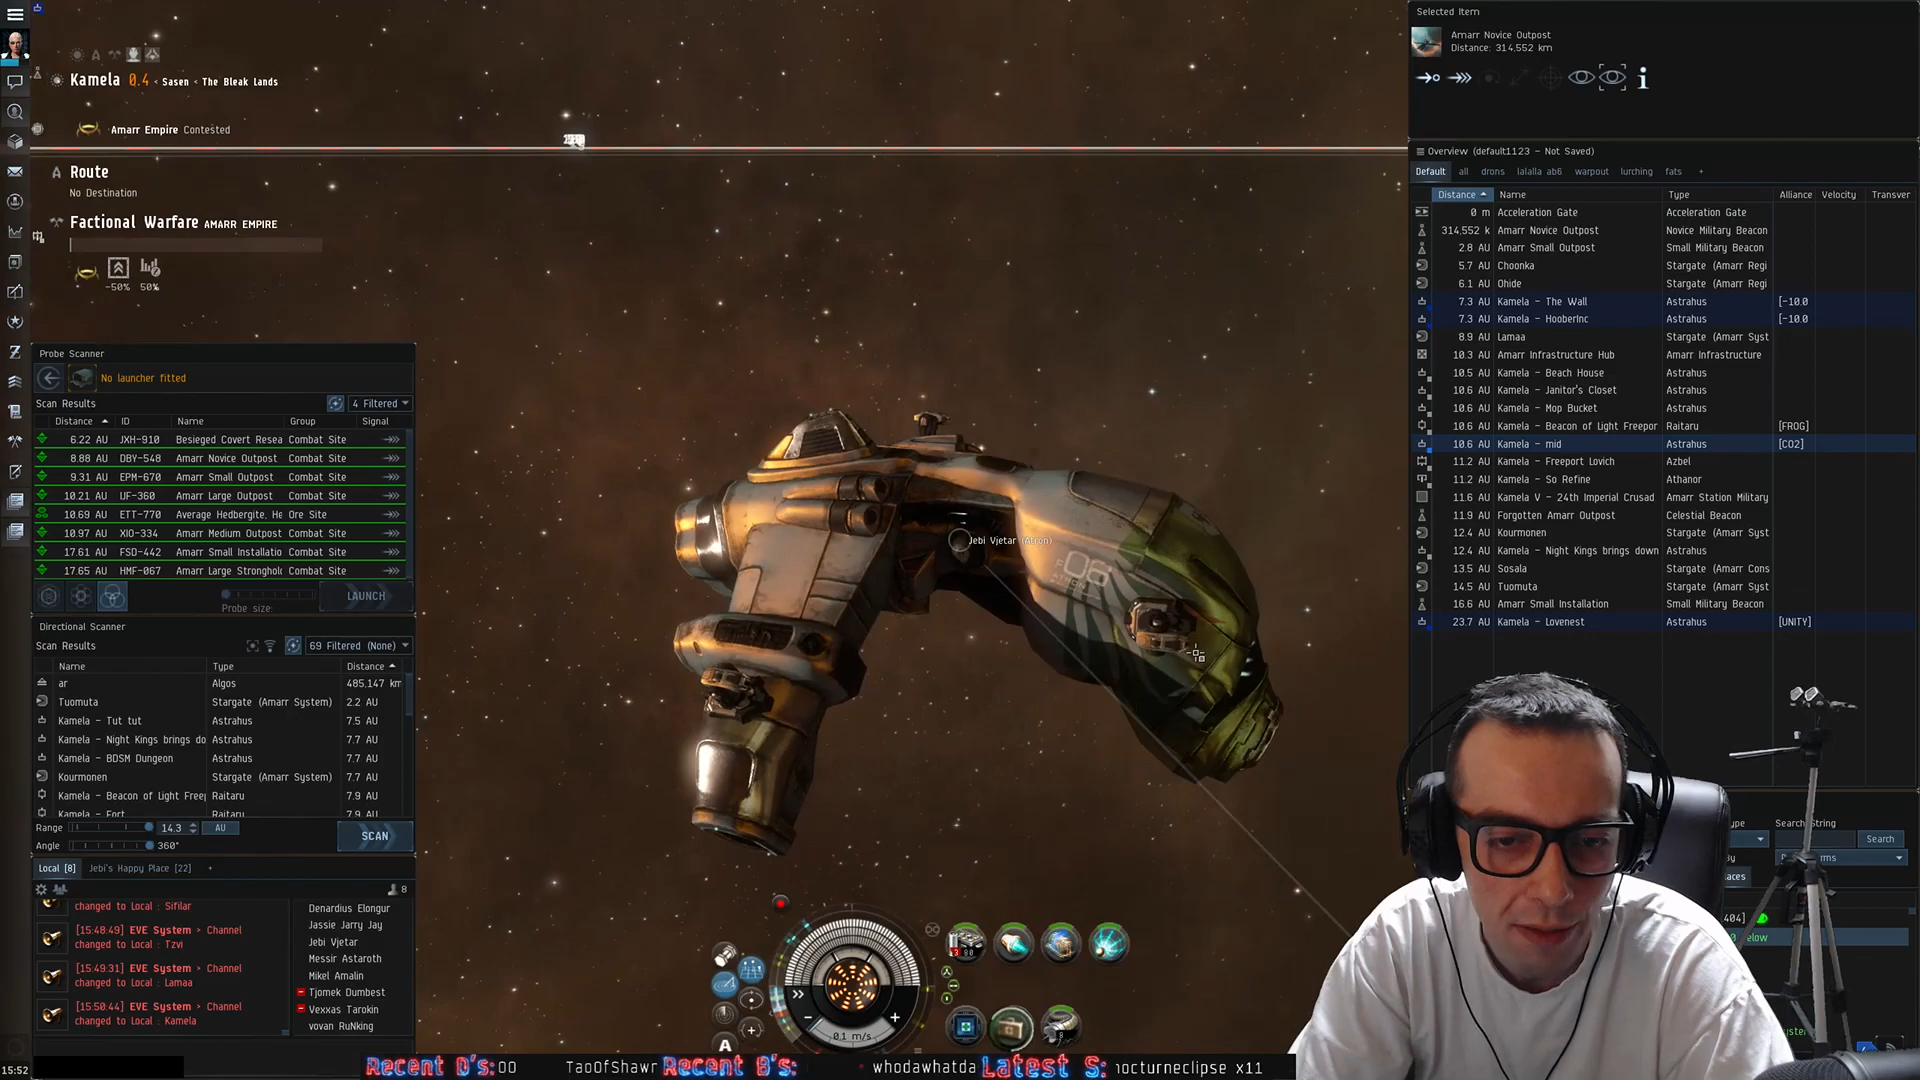 Kamela 0.4 < Sasen < The Bleak lands
Amarr Empire Contested
Route
No Destination
Factional Warfare AMARR EMPIRE
-50% 50%
Probe Scanner
No launcher fitted
Scan Results 4 Filtered
Distance ID Name Group Signal
6.22 AU JXH-910 Besieged Covert Resea Combat Site
8.88 AU DBY-548 Amarr Novice Outpost Combat Site
9.31 AU EPM-670 Amarr Small Outpost Combat Site
10.21 AU IJF-360 Amarr Large Outpost Combat Site
10.69 AU ETT-770 Average Hedbergite, He Ore Site
10.97 AU XIO-334 Amarr Medium Outpost Combat Site
17.61 AU FSD-442 Amarr Small Installatio Combat Site
17.65 AU HMF-067 Amarr Large Stronghold Combat Site
Probe size: LAUNCH
Directional Scanner
Scan Results 69 Filtered (None)
Name Type Distance
ar Algos 485,147 km
Tuomuta Stargate (Amarr System) 2.2 AU
Kamela - Tut tut Astrahus 7.5 AU
Kamela - Night Kings brings do Astrahus 7.7 AU
Kamela - BDSM Dungeon Astrahus 7.7 AU
Kourmonen Stargate (Amarr System) 7.7 AU
Kamela - Beacon of Light Freep Raitaru 7.9 AU
Kamela - Fort Raitaru 7.9 AU
Range 14.3 AU
Angle 360°
SCAN
Local [8] Jebi's Happy Place [22] +
8
changed to Local : Sifilar
[15:48:49] EVE System > Channel
changed to Local : Tzvi
[15:49:31] EVE System > Channel
changed to Local : Lamaa
[15:50:44] EVE System > Channel
changed to Local : Kamela
Denardius Elongur
Jassie Jarry Jay
Jebi Vjetar
Messir Astaroth
Mikel Amalin
Tjomek Dumbest
Vexxas Tarokin
vovan RuNking
15:52
Jebi Vjetar (Atron)
06
ATRON
80
0.1 m/s
A
Recent D's: 00 TaoOfShawr Recent B's: whodawhatda Latest S: nocturneclipse x11
Selected Item
Amarr Novice Outpost
Distance: 314,552 km
Overview (default1123 - Not Saved)
Default all drons lalalla ab6 warpout lurching fats +
Distance Name Type Alliance Velocity Transver
0 m Acceleration Gate Acceleration Gate
314,552 k Amarr Novice Outpost Novice Military Beacon
2.8 AU Amarr Small Outpost Small Military Beacon
5.7 AU Choonka Stargate (Amarr Regi
6.1 AU Ohide Stargate (Amarr Regi
7.3 AU Kamela - The Wall Astrahus [-10.0
7.3 AU Kamela - HooberInc Astrahus [-10.0
8.9 AU Lamaa Stargate (Amarr Syst
10.3 AU Amarr Infrastructure Hub Amarr Infrastructure
10.5 AU Kamela - Beach House Astrahus
10.6 AU Kamela - Janitor's Closet Astrahus
10.6 AU Kamela - Mop Bucket Astrahus
10.6 AU Kamela - Beacon of Light Freepor Raitaru [FROG]
10.6 AU Kamela - mid Astrahus [CO2]
11.2 AU Kamela - Freeport Lovich Azbel
11.2 AU Kamela - So Refine Athanor
11.6 AU Kamela V - 24th Imperial Crusad Amarr Station Military
11.9 AU Forgotten Amarr Outpost Celestial Beacon
12.4 AU Kourmonen Stargate (Amarr Syst
12.4 AU Kamela - Night Kings brings down Astrahus
13.5 AU Sosala Stargate (Amarr Cons
14.5 AU Tuomuta Stargate (Amarr Syst
16.6 AU Amarr Small Installation Small Military Beacon
23.7 AU Kamela - Lovenest Astrahus [UNITY]
ype Search String
Search
rms
laces
404]
elow